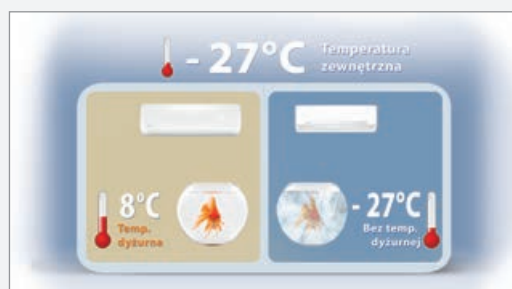 - 27°C
Temperatura
zewnętrzna
8°C
Temp.
dyżurna
- 27°C
Bez temp.
dyżurnej